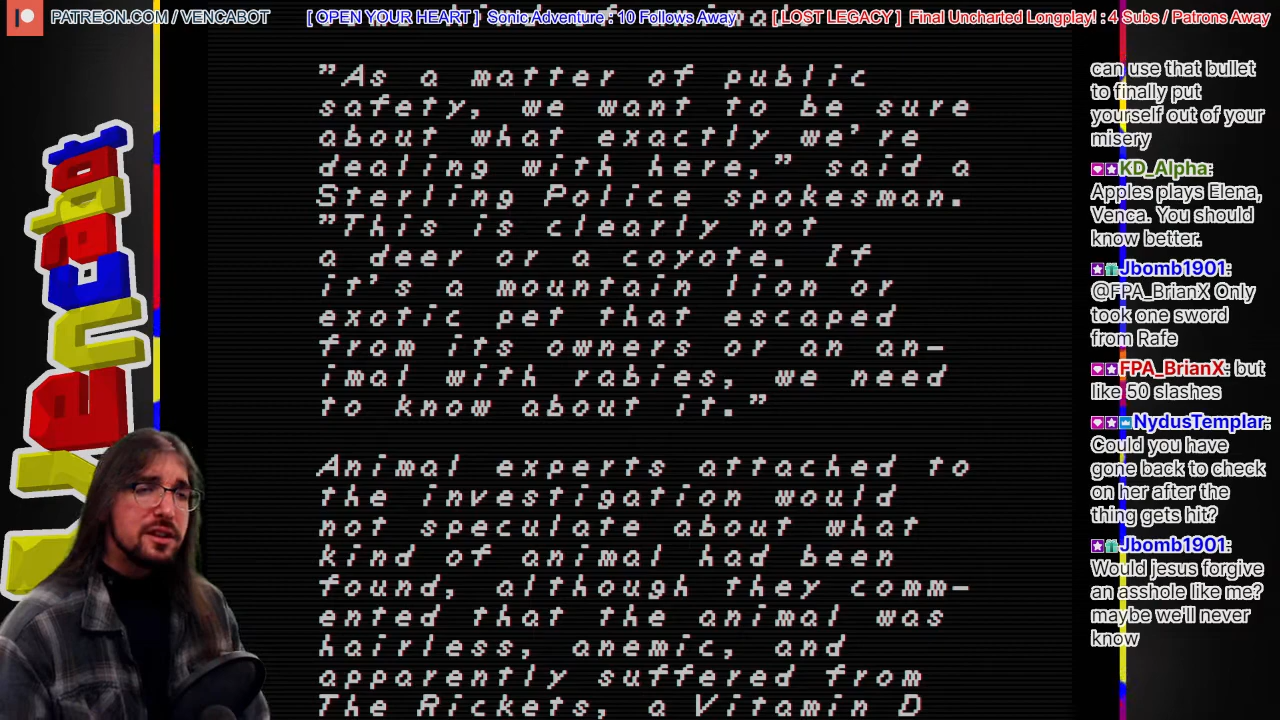 PATREON.COM / VENCABOT
[ OPEN YOUR HEART ] Sonic Adventure : 10 Follows Away
[ LOST LEGACY ] Final Uncharted Longplay! : 4 Subs / Patrons Away
"As a matter of public
safety, we want to be sure
about what exactly we're
dealing with here," said a
Sterling Police spokesman.
"This is clearly not
a deer or a coyote. If
it's a mountain lion or
exotic pet that escaped
from its owners or an an-
imal with rabies, we need
to know about it."
Animal experts attached to
the investigation would
not speculate about what
kind of animal had been
found, although they comm-
ented that the animal was
hairless, anemic, and
apparently suffered from
The Rickets, a Vitamin D
can use that bullet
to finally put
yourself out of your
misery
KD_Alpha:
Apples plays Elena,
Venca. You should
know better.
Jbomb1901:
@FPA_BrianX Only
took one sword
from Rafe
FPA_BrianX: but
like 50 slashes
NydusTemplar:
Could you have
gone back to check
on her after the
thing gets hit?
Jbomb1901:
Would jesus forgive
an asshole like me?
maybe we'll never
know